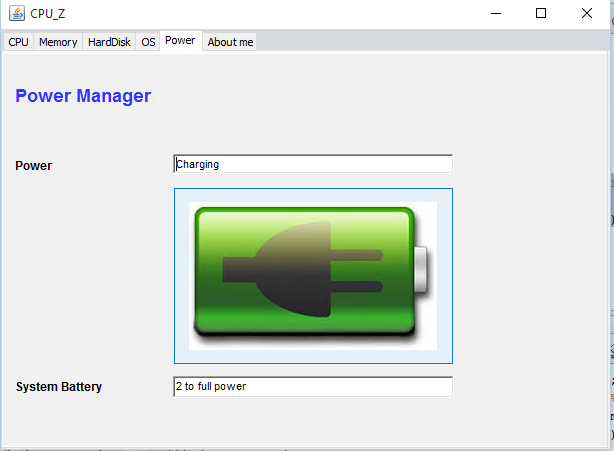 CPU_Z
CPU Memory HardDisk OS Power About me
Power Manager
Power Charging
System Battery 2 to full power